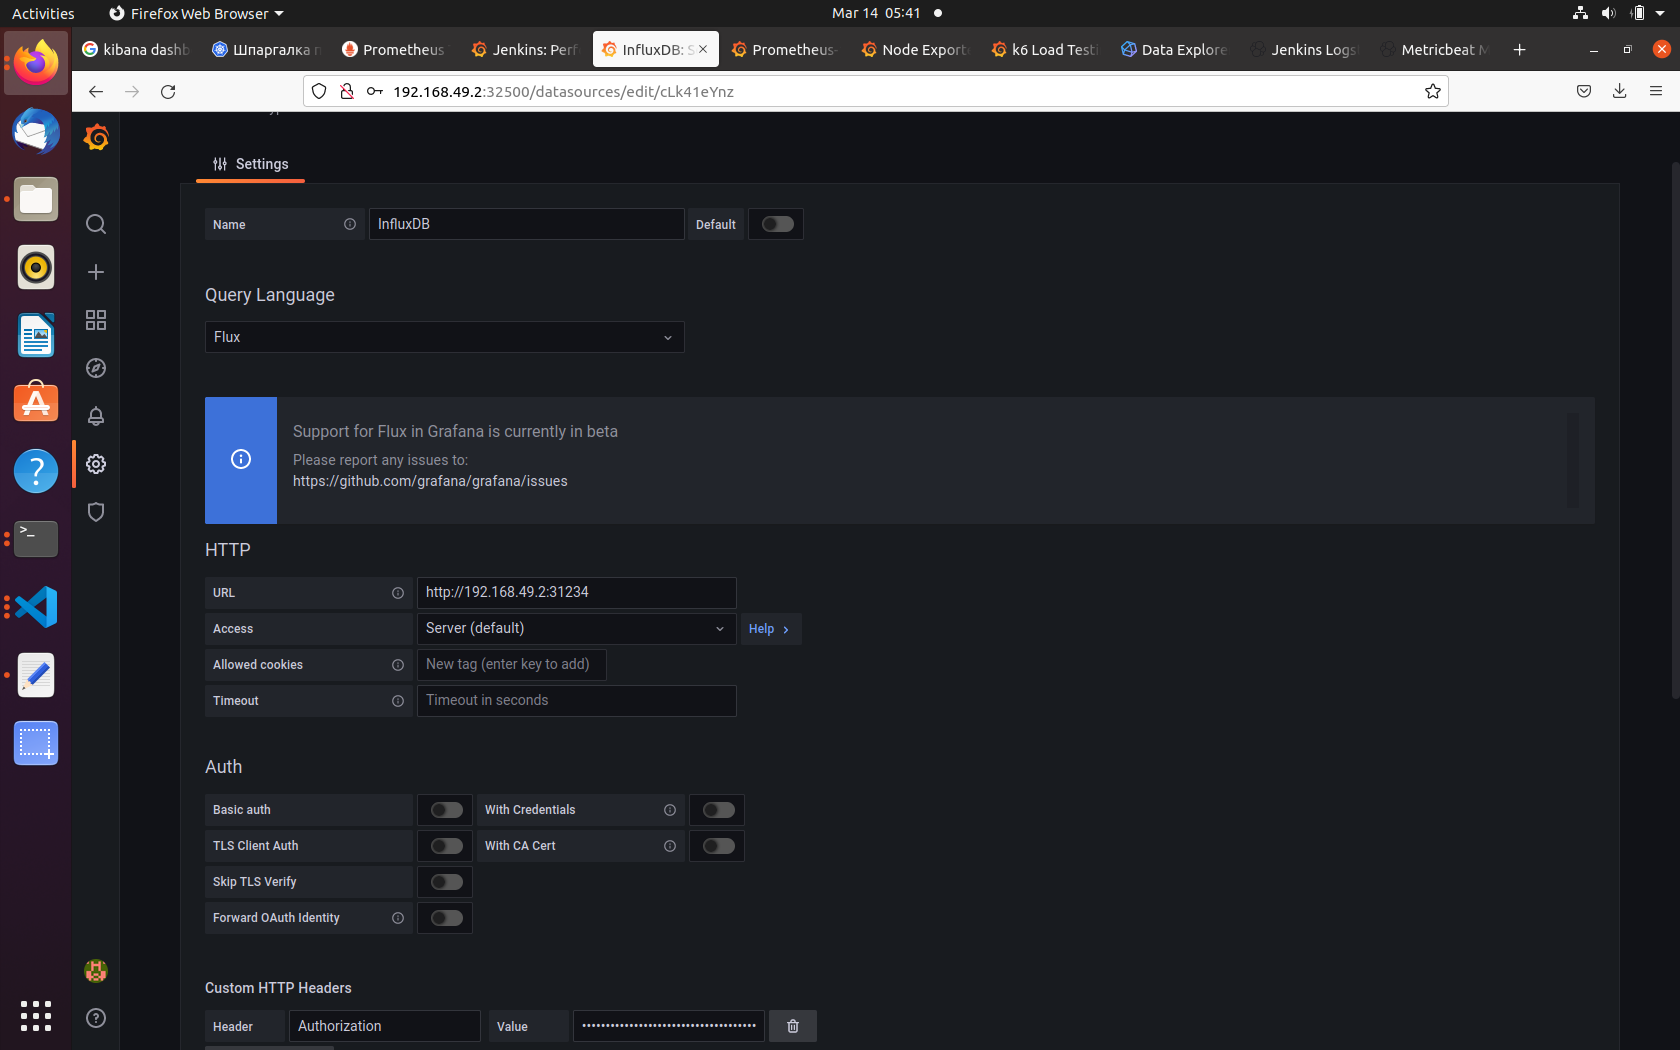 Activities
Firefox Web Browser
Mar 14 05:41
kibana dashb
Шпаргалка п
Prometheus
Jenkins: Perf
InfluxDB: S
Prometheus-
Node Export
k6 Load Testi
Data Explore
Jenkins Logs
Metricbeat M
192.168.49.2:32500/datasources/edit/cLk41eYnz
Settings
Name
InfluxDB
Default
Query Language
Flux
Support for Flux in Grafana is currently in beta
Please report any issues to:
https://github.com/grafana/grafana/issues
HTTP
URL
http://192.168.49.2:31234
Access
Server (default)
Help
Allowed cookies
New tag (enter key to add)
Timeout
Timeout in seconds
Auth
Basic auth
With Credentials
TLS Client Auth
With CA Cert
Skip TLS Verify
Forward OAuth Identity
Custom HTTP Headers
Header
Authorization
Value